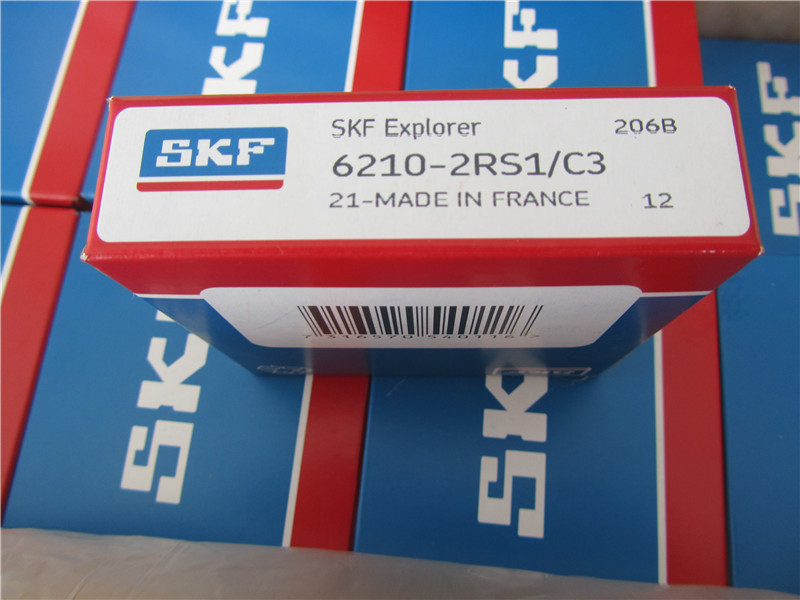 SKF
SKF
SKF
SKF
SKF Explorer 206B
6210-2RS1/C3
21-MADE IN FRANCE 12
SKF
SKF